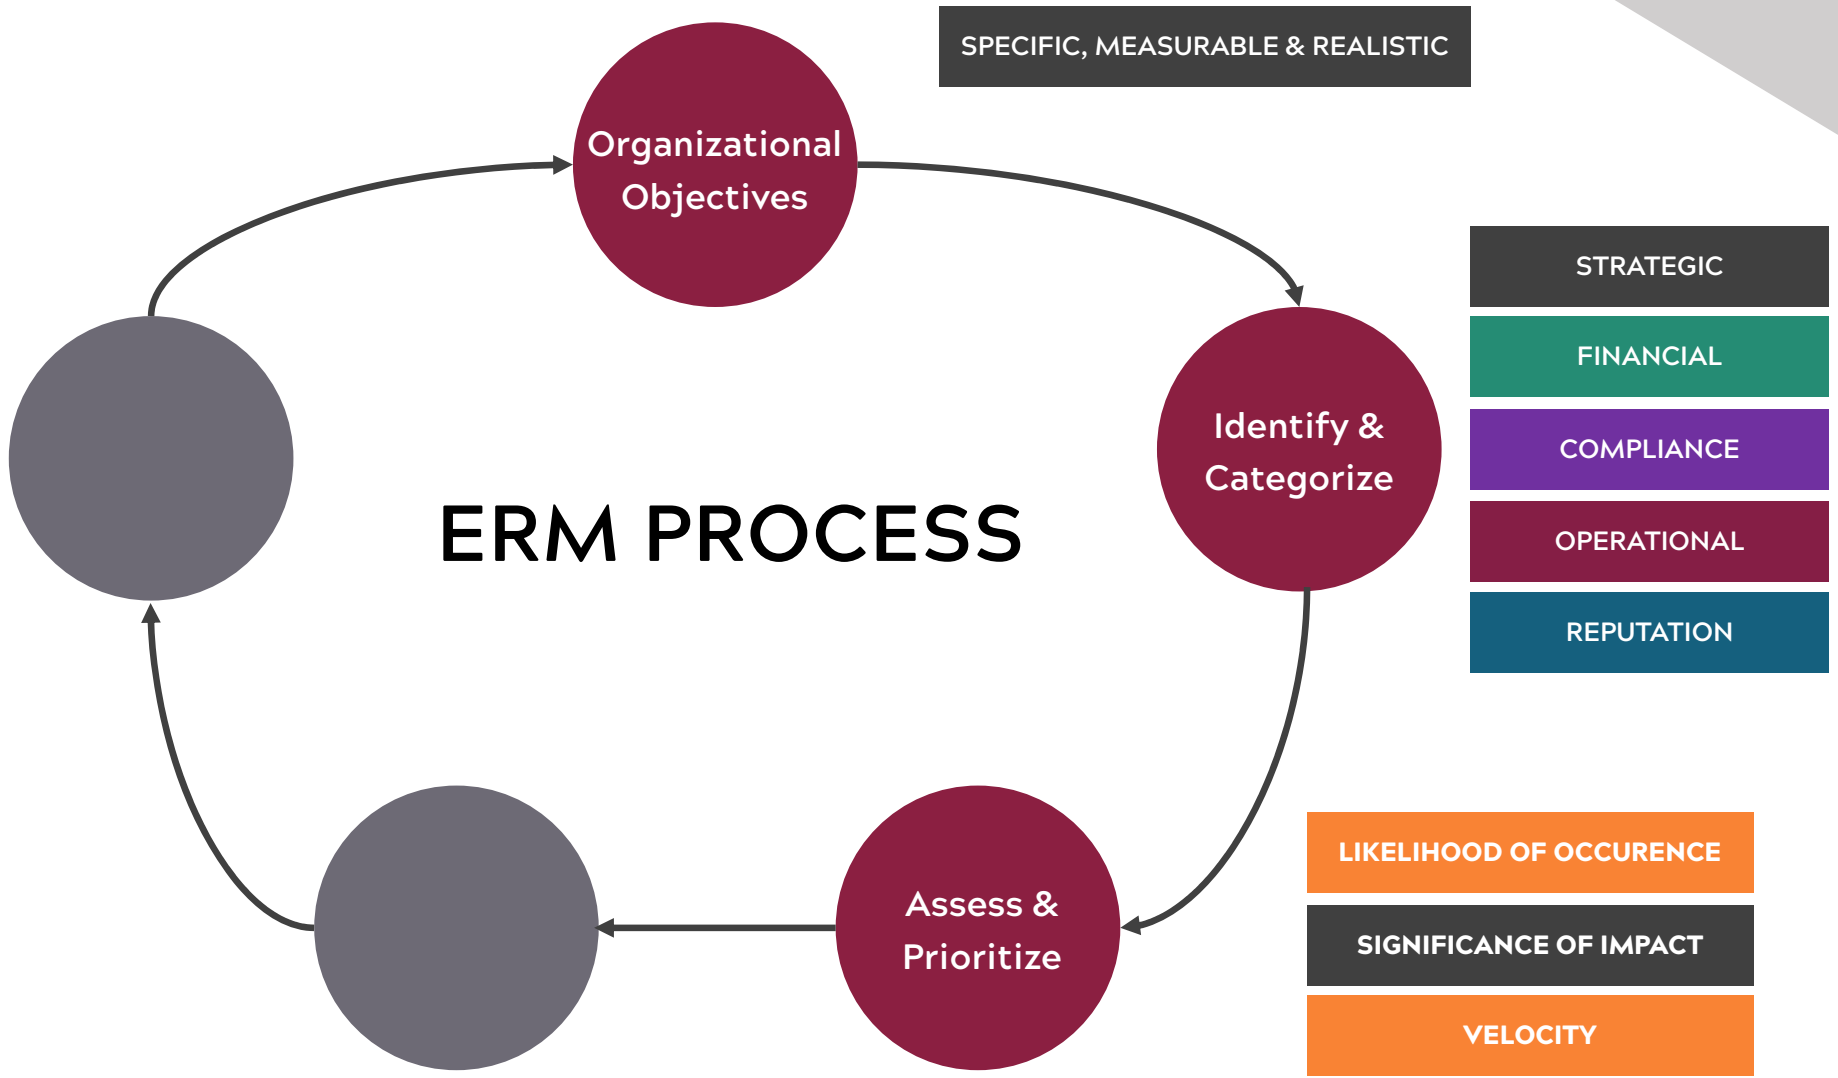 SPECIFIC, MEASURABLE & REALISTIC
Organizational
Objectives
STRATEGIC
FINANCIAL
COMPLIANCE
OPERATIONAL
REPUTATION
Identify &
Categorize
ERM PROCESS
LIKELIHOOD OF OCCURENCE
SIGNIFICANCE OF IMPACT
VELOCITY
Assess &
Prioritize